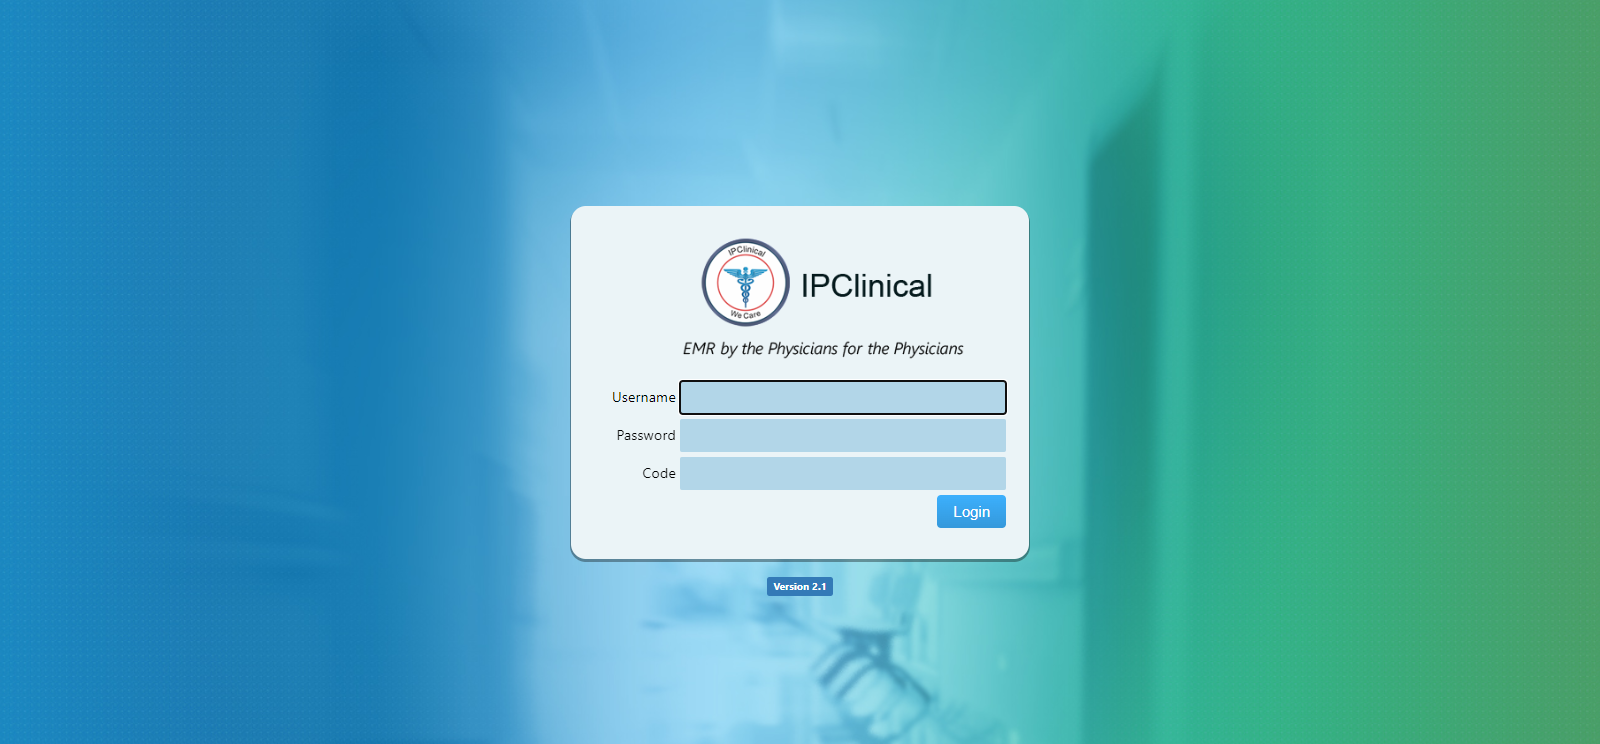 IPClinical
We Care
IPClinical
EMR by the Physicians for the Physicians
Username
Password
Code
Login
Version 2.1